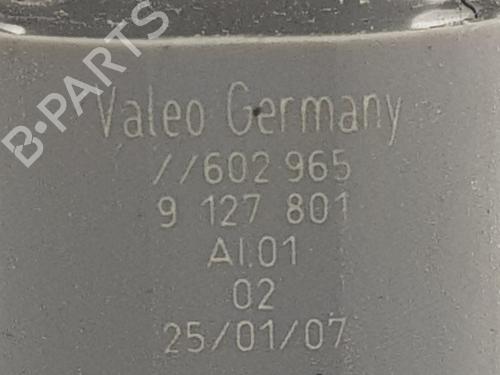 B-PARTS
Valeo Germany
//602 965
9 127 801
AI.01
02
25/01/07